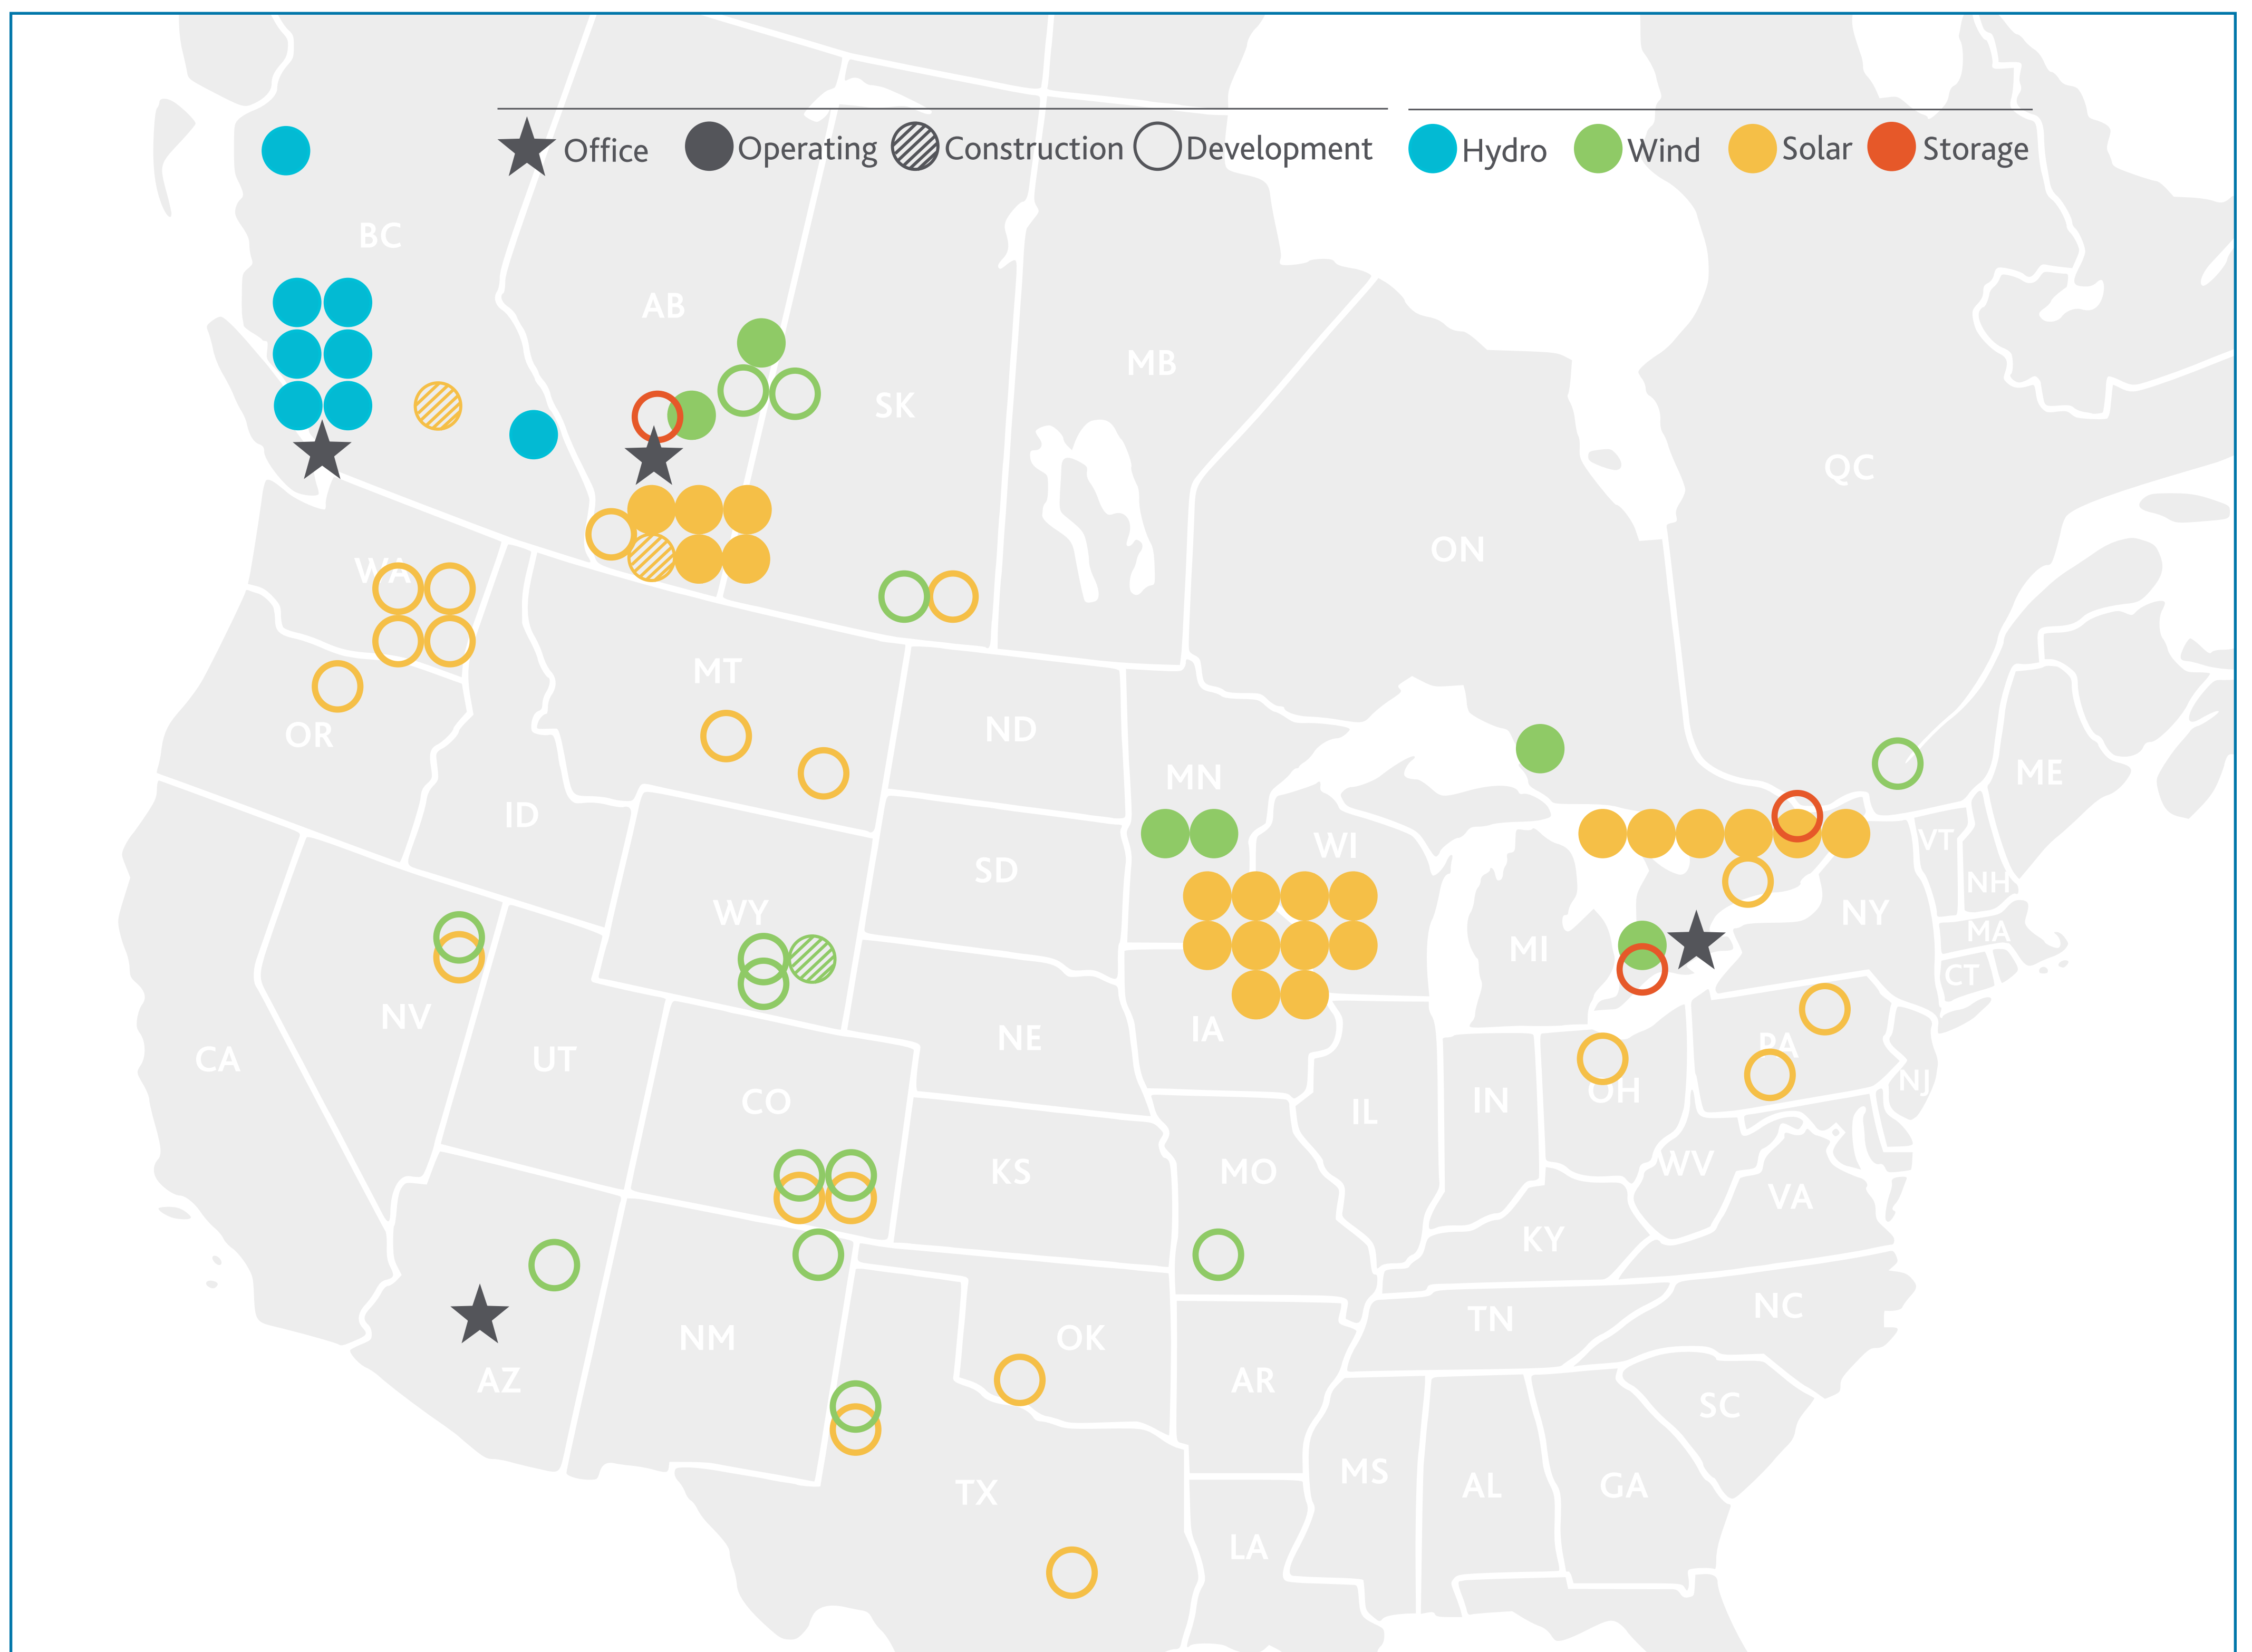 Office Operating Construction Development Hydro Wind Solar Storage
BC
AB
MB
SK
QC
ON
WA
MT
OR
ND
MN
ME
ID
WI
VT
SD
NH
WY
NY
MA
MI
CT
NV
IA
NE
PA
UT
CA
NJ
OH
CO
IN
IL
WV
KS
MO
VA
KY
NC
TN
NM
OK
AZ
AR
SC
MS
AL
GA
TX
LA